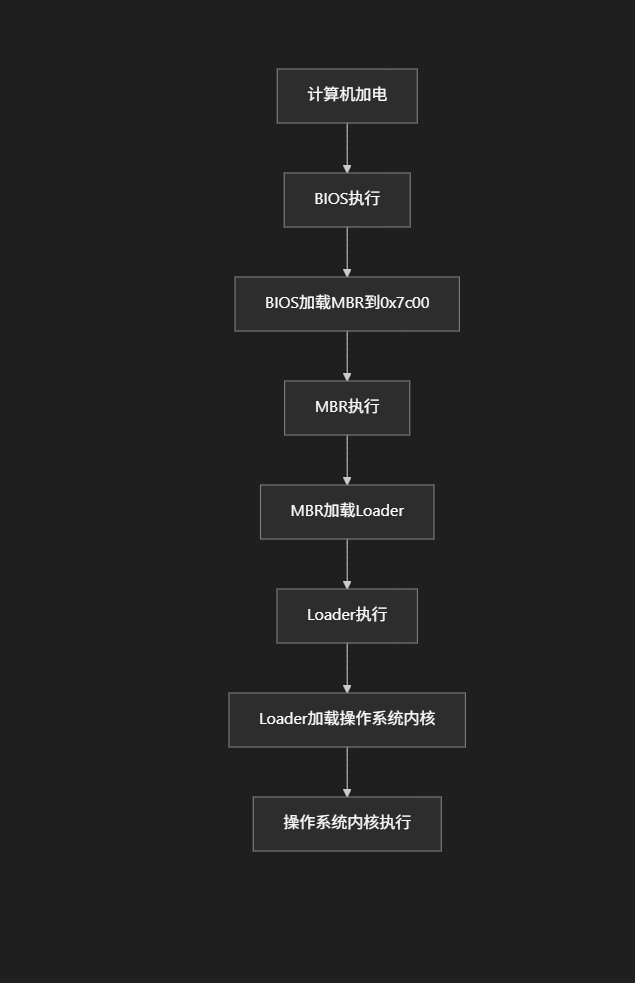 计算机加电
BIOS执行
BIOS加载MBR到0x7c00
MBR执行
MBR加载Loader
Loader执行
Loader加载操作系统内核
操作系统内核执行